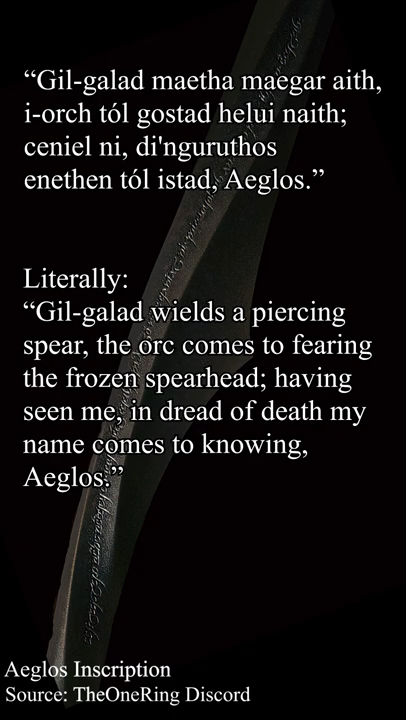 “Gil-galad maetha maegar aith,
i-orch tól gostad helui naith;
ceniel ni, di'nguruthos
enethen tól istad, Aeglos.”
Literally:
“Gil-galad wields a piercing
spear, the orc comes to fearing
the frozen spearhead; having
seen me, in dread of death my
name comes to knowing,
Aeglos.”
Aeglos Inscription
Source: TheOneRing Discord